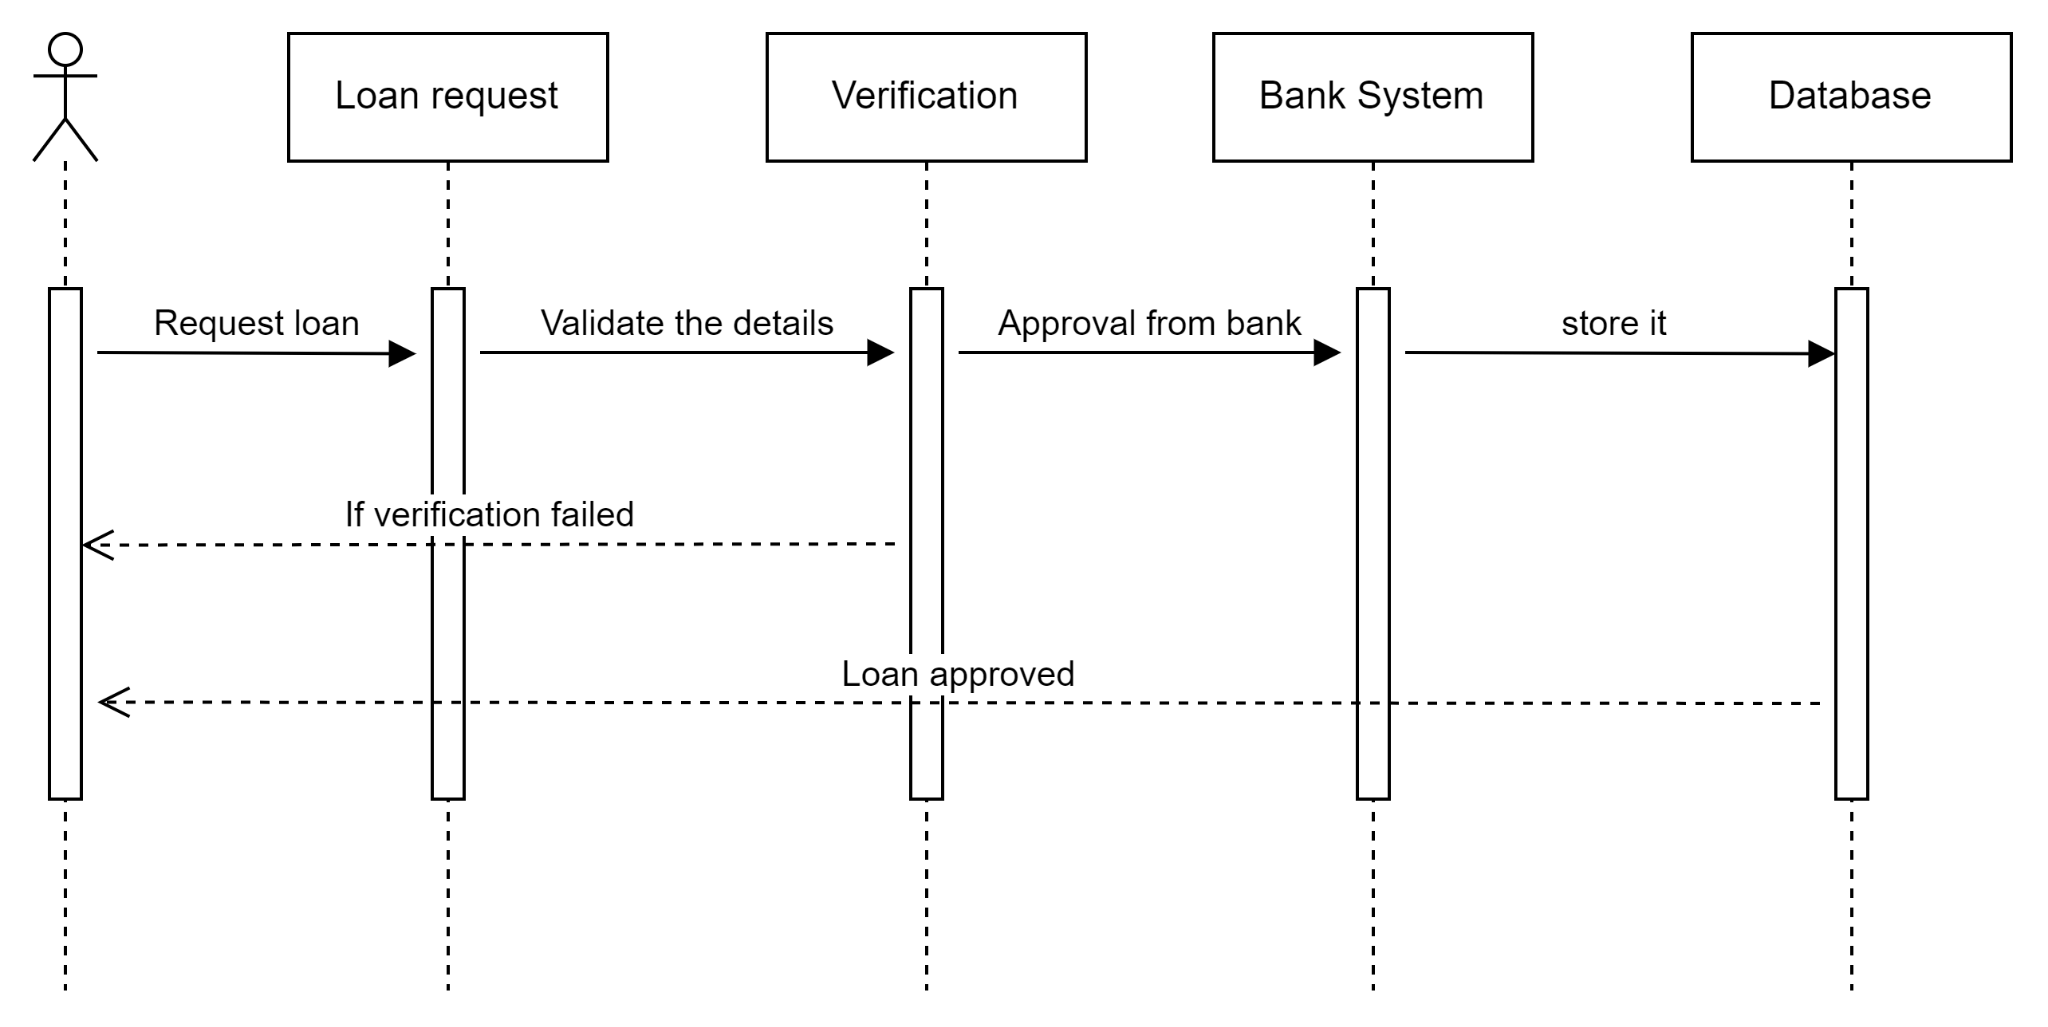 Loan request
Verification
Bank System
Database
Request loan
Validate the details
Approval from bank
store it
If verification failed
Loan approved